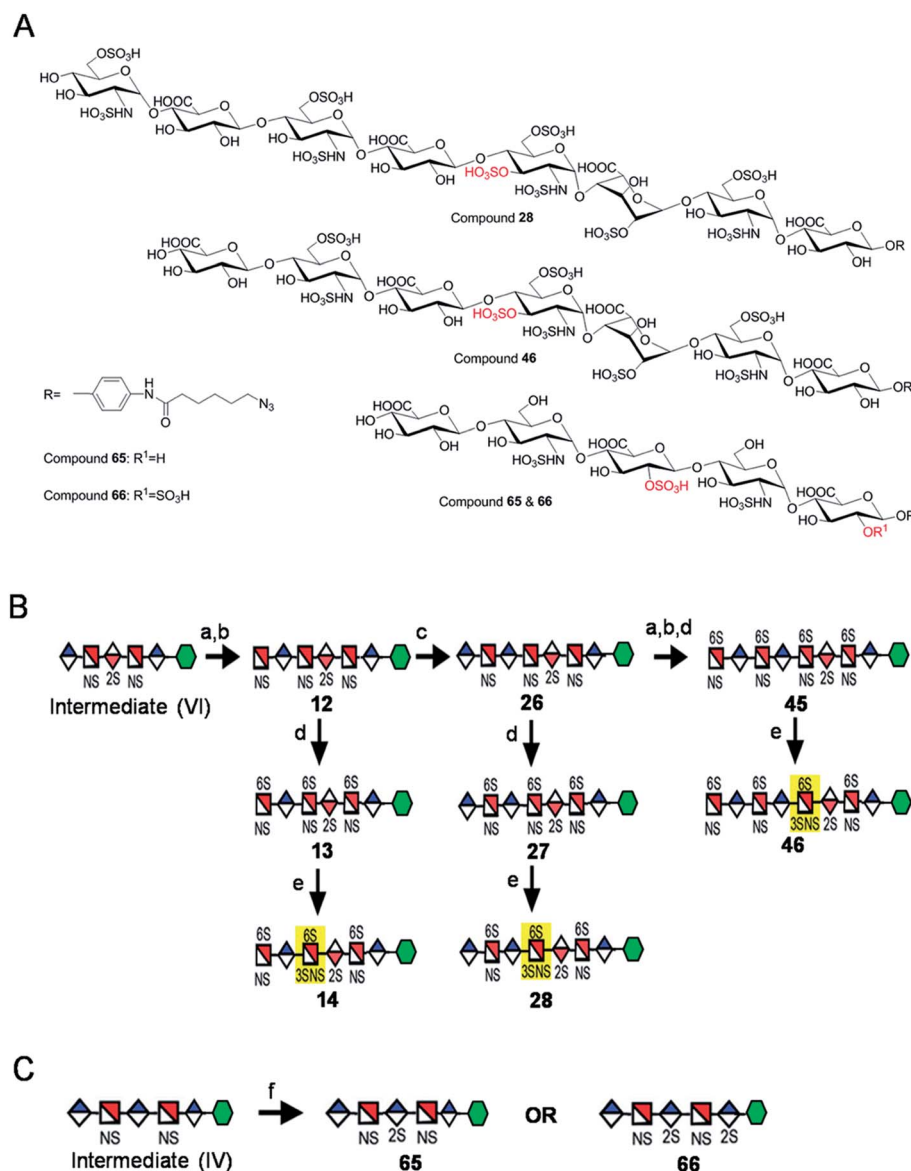 A
OSO₃H
HO O
HO
HO₃SHN O
HOOC O
HO OH O
OSO₃H
O
HO
HO₃SHN O
HOOC O
HO OH O
OSO₃H
O
HO₃SO
HO₃SHN O
HOOC OH
O
HO₃SO O
OSO₃H
O
HO
HO₃SHN O
HOOC O
HO OH OR
Compound 28
HOOC O
HO
HO OH O
OSO₃H
O
HO
HO₃SHN O
HOOC O
HO OH O
OSO₃H
O
HO₃SO
HO₃SHN O
HOOC OH
O
HO₃SO O
OSO₃H
O
HO
HO₃SHN O
HOOC O
HO OH OR
Compound 46
R=
H
N
O
N₃
Compound 65: R¹=H
Compound 66: R¹=SO₃H
HOOC O
HO
HO OH O
OH
O
HO
HO₃SHN O
HOOC O
HO OSO₃H O
OH
O
HO
HO₃SHN O
HOOC O
HO OR¹ OR
Compound 65 & 66
B
NS 2S NS
Intermediate (VI)
a,b
NS NS 2S NS
12
c
NS NS 2S NS
26
a,b,d
6S 6S 6S 6S
NS NS NS 2S NS
45
d
6S 6S 6S
NS NS 2S NS
13
d
6S 6S 6S
NS NS 2S NS
27
e
6S 6S 6S 6S
NS NS 3SNS 2S NS
46
e
6S 6S 6S
NS 3SNS 2S NS
14
e
6S 6S 6S
NS 3SNS 2S NS
28
C
NS NS
Intermediate (IV)
f
NS 2S NS
65
OR
NS 2S NS 2S
66